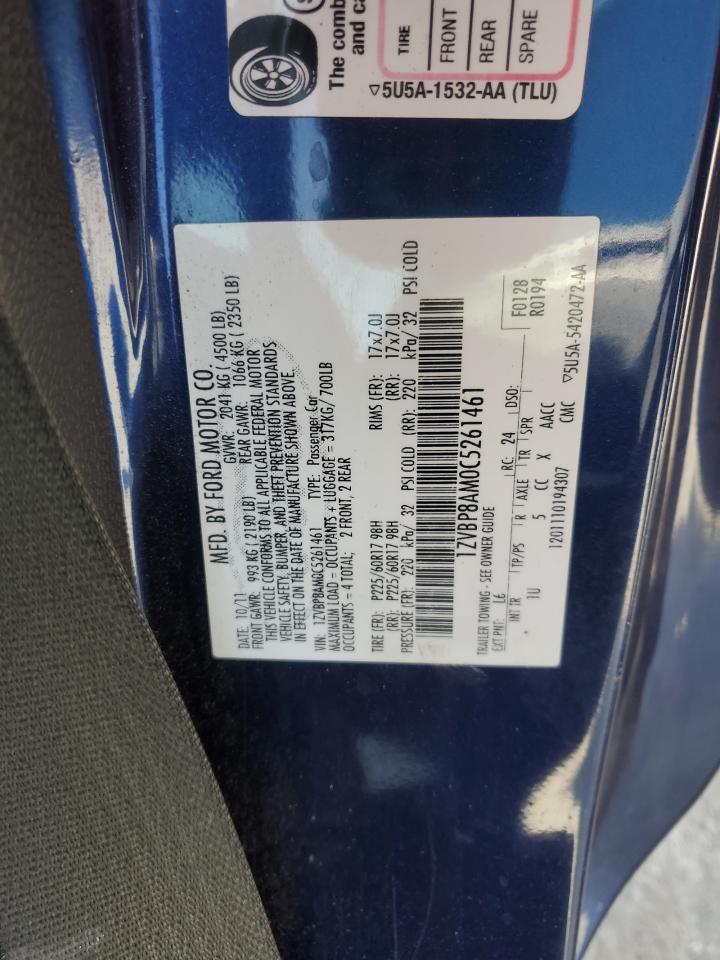 The comb
and ca
TIRE
FRONT
REAR
SPARE
▽5U5A-1532-AA (TLU)
MFD. BY FORD MOTOR CO.
DATE: 10/11 GVWR: 2041 KG ( 4500 LB)
FRONT GAWR: 993 KG ( 2190 LB) REAR GAWR: 1066 KG ( 2350 LB)
THIS VEHICLE CONFORMS TO ALL APPLICABLE FEDERAL MOTOR
VEHICLE SAFETY, BUMPER, AND THEFT PREVENTION STANDARDS
IN EFFECT ON THE DATE OF MANUFACTURE SHOWN ABOVE.
VIN: 1ZVBP8AM0C5261461 TYPE: Passenger Car
MAXIMUM LOAD = OCCUPANTS + LUGGAGE = 317KG/ 700LB
OCCUPANTS = 4 TOTAL: 2 FRONT, 2 REAR
TIRE (FR): P225/60R17 98H RIMS (FR): 17x7.0J
(RR): P225/60R17 98H (RR): 17x7.0J
PRESSURE (FR): 220 kPa/ 32 PSI COLD (RR): 220 kPa/ 32 PSI COLD
1ZVBP8AM0C5261461
TRAILER TOWING - SEE OWNER GUIDE
EXT PNT: L6 RC: 24 DSO: F0128
R0194
INT TR TP/PS R AXLE TR SPR
1U 5 CC X AACC
1201110194307 CMC ▽5U5A-5420472-AA